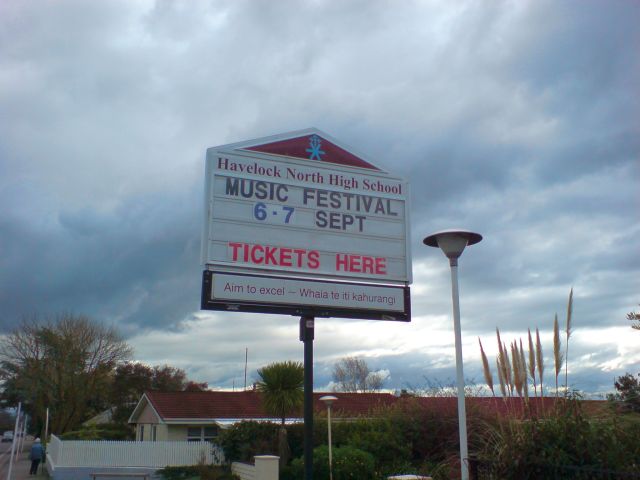 Havelock North High School
MUSIC FESTIVAL
6-7 SEPT
TICKETS HERE
Aim to excel – Whaia te iti kahurangi